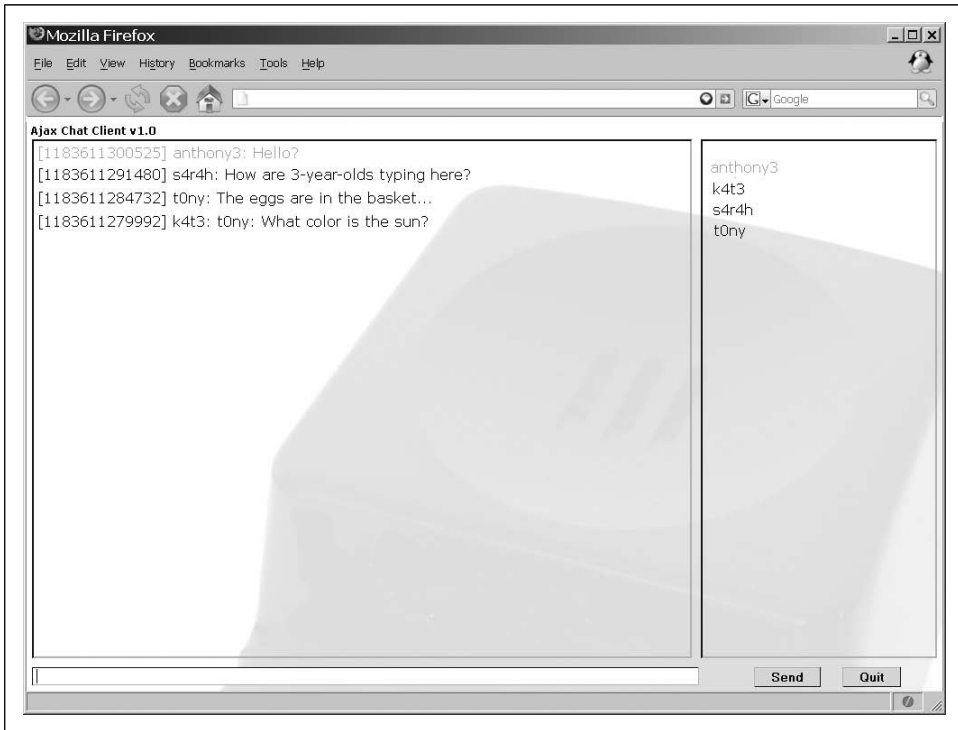 Mozilla Firefox
File Edit View History Bookmarks Tools Help
G Google
Ajax Chat Client v1.0
[1183611300525] anthony3: Hello?
[1183611291480] s4r4h: How are 3-year-olds typing here?
[1183611284732] t0ny: The eggs are in the basket...
[1183611279992] k4t3: t0ny: What color is the sun?
anthony3
k4t3
s4r4h
t0ny
Send Quit